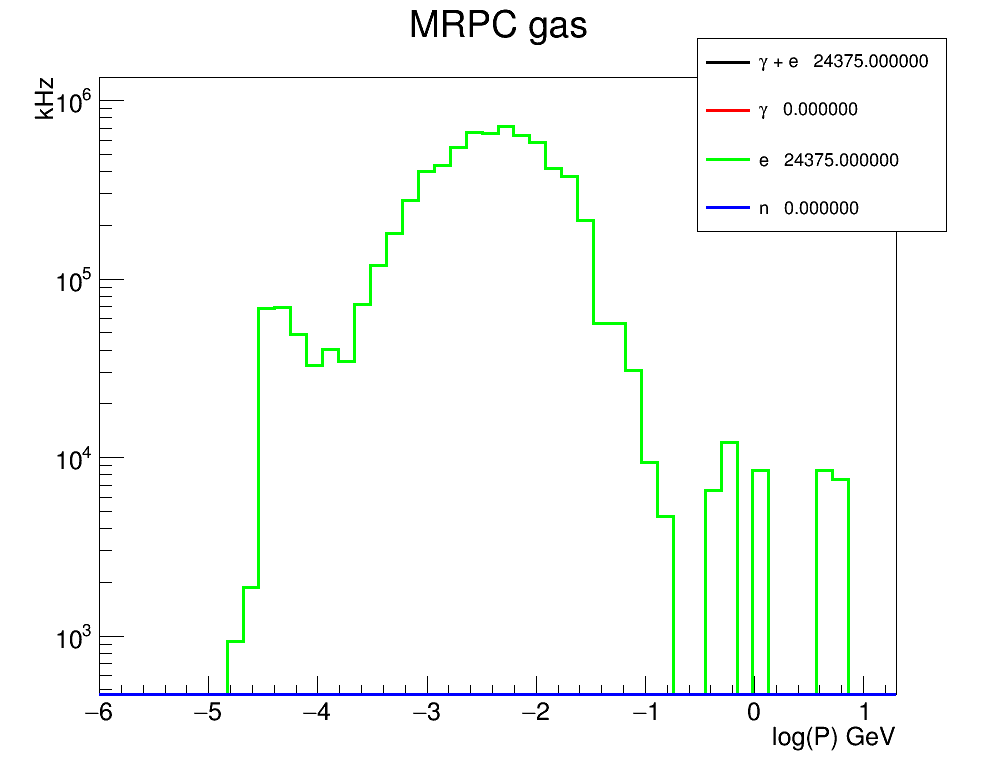 MRPC gas
kHz
γ + e 24375.000000
γ 0.000000
e 24375.000000
n 0.000000
10^6
10^5
10^4
10^3
−6 −5 −4 −3 −2 −1 0 1
log(P) GeV